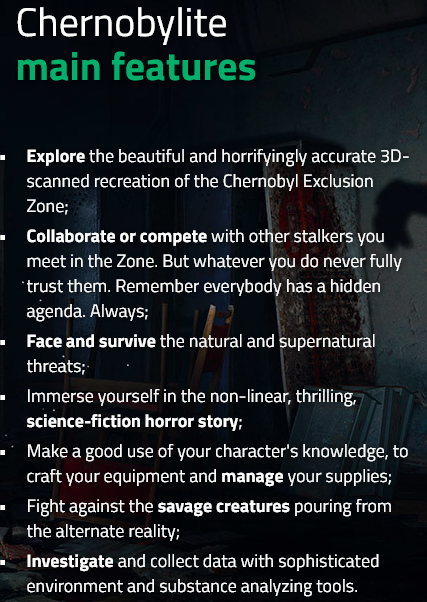 Chernobylite
main features
▪ Explore the beautiful and horrifyingly accurate 3D-
scanned recreation of the Chernobyl Exclusion
Zone;
▪ Collaborate or compete with other stalkers you
meet in the Zone. But whatever you do never fully
trust them. Remember everybody has a hidden
agenda. Always;
▪ Face and survive the natural and supernatural
threats;
▪ Immerse yourself in the non-linear, thrilling,
science-fiction horror story;
▪ Make a good use of your character's knowledge, to
craft your equipment and manage your supplies;
▪ Fight against the savage creatures pouring from
the alternate reality;
▪ Investigate and collect data with sophisticated
environment and substance analyzing tools.